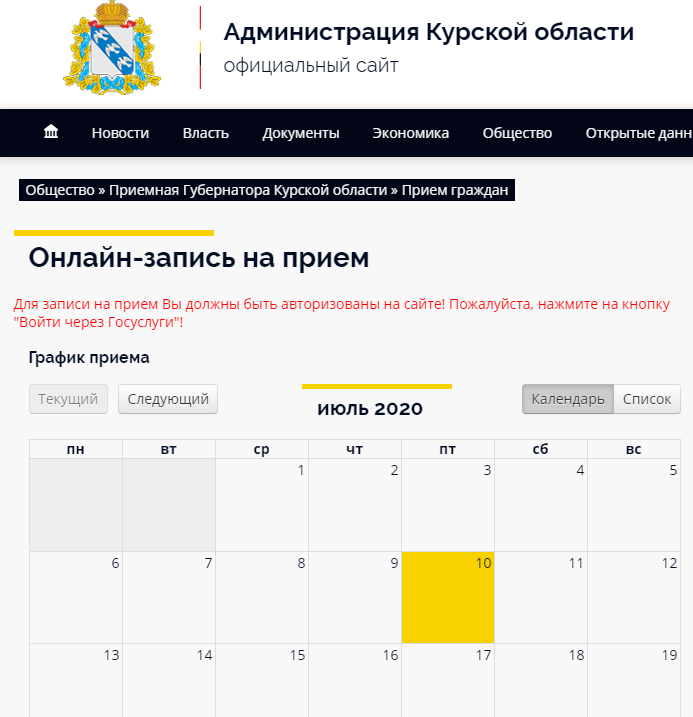 Администрация Курской области
официальный сайт
Новости Власть Документы Экономика Общество Открытые данн
Общество » Приемная Губернатора Курской области » Прием граждан
Онлайн-запись на прием
Для записи на прием Вы должны быть авторизованы на сайте! Пожалуйста, нажмите на кнопку
"Войти через Госуслуги"!
График приема
Текущий Следующий июль 2020 Календарь Список
пн вт ср чт пт сб вс
1 2 3 4 5
6 7 8 9 10 11 12
13 14 15 16 17 18 19